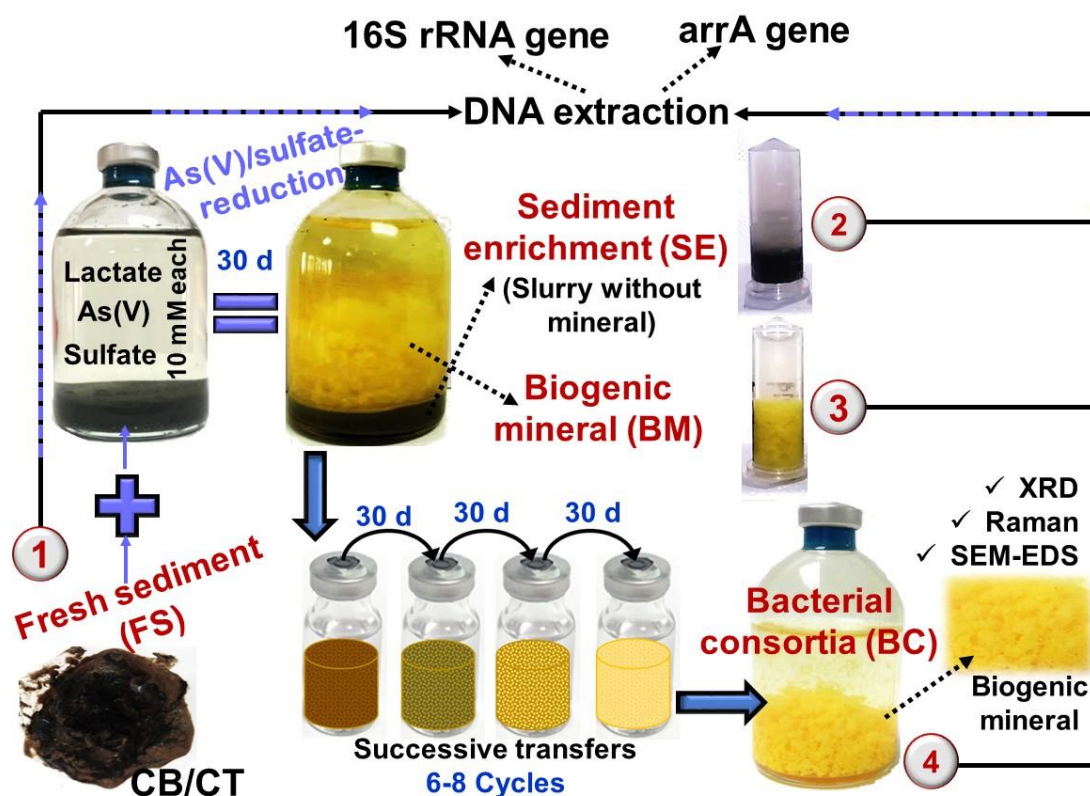 16S rRNA gene
arrA gene
DNA extraction
As(V)/sulfate-
reduction
Lactate
As(V)
Sulfate
10 mM each
30 d
Sediment
enrichment (SE)
(Slurry without
mineral)
Biogenic
mineral (BM)
2
3
1
Fresh sediment
(FS)
CB/CT
30 d
30 d
30 d
Successive transfers
6-8 Cycles
Bacterial
consortia (BC)
✓ XRD
✓ Raman
✓ SEM-EDS
Biogenic
mineral
4